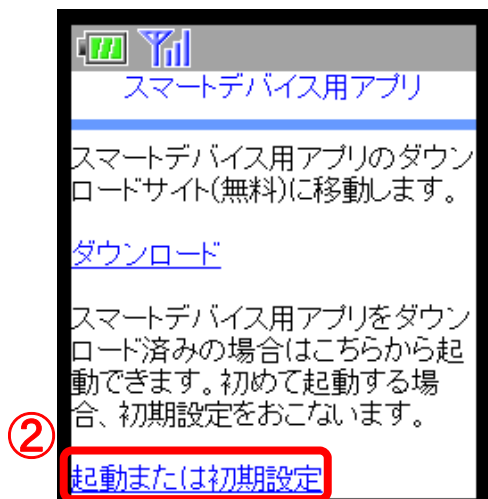 スマートデバイス用アプリ
スマートデバイス用アプリのダウン
ロードサイト(無料)に移動します。
ダウンロード
スマートデバイス用アプリをダウン
ロード済みの場合はこちらから起
動できます。初めて起動する場
合、初期設定をおこないます。
②
起動または初期設定